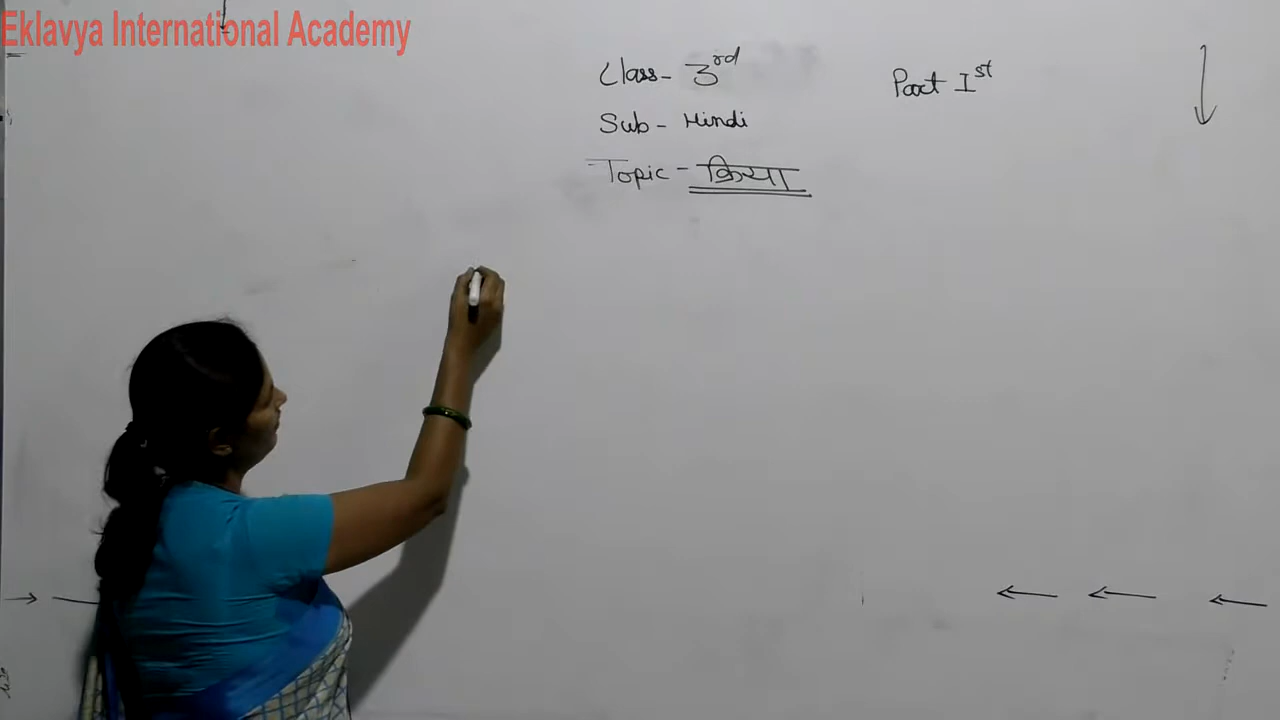 Eklavya International Academy
Class- 3rd
Part Ist
Sub- Hindi
Topic- क्रिया